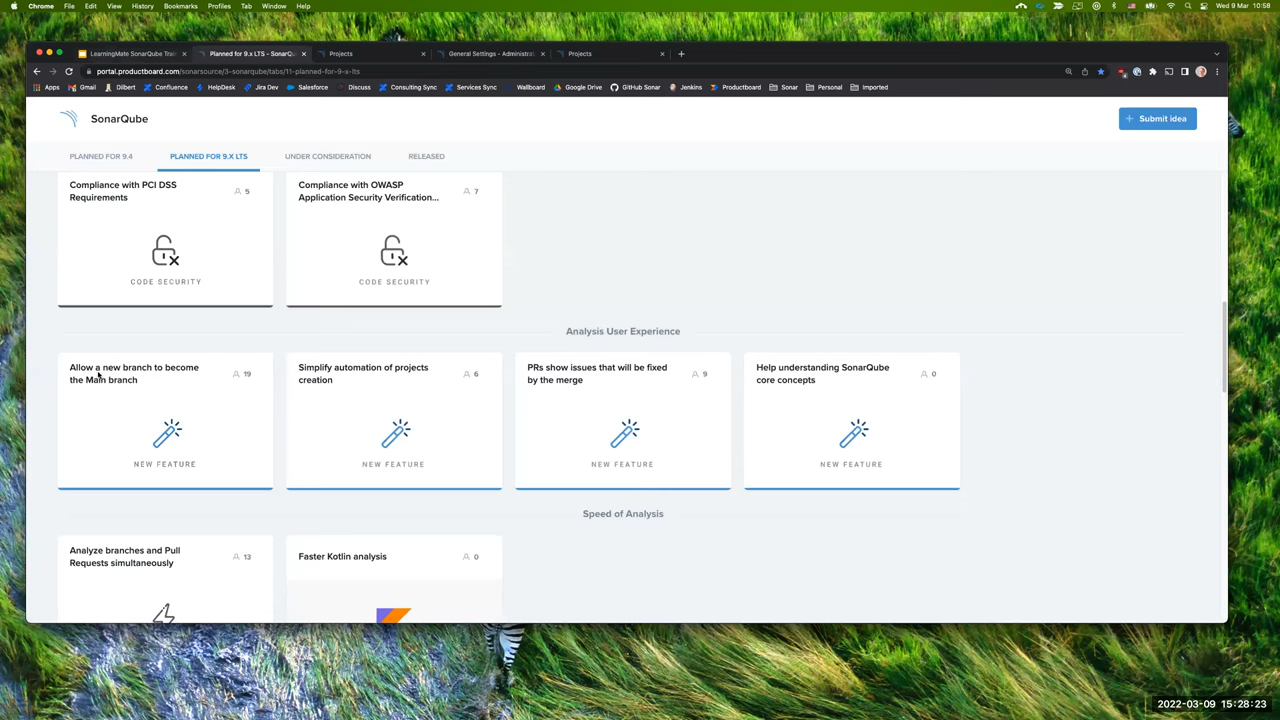 Chrome File Edit View History Bookmarks Profiles Tab Window Help Wed 9 Mar 10:58
LearningMate SonarQube Train Planned for 9.x LTS - SonarQu Projects General Settings - Administrat Projects
portal.productboard.com/sonarsource/3-sonarqube/tabs/11-planned-for-9-x-lts
Apps Gmail Dilbert Confluence HelpDesk Jira Dev Salesforce Discuss Consulting Sync Services Sync Wallboard Google Drive GitHub Sonar Jenkins Productboard Sonar Personal Imported
SonarQube
+ Submit idea
PLANNED FOR 9.4 PLANNED FOR 9.X LTS UNDER CONSIDERATION RELEASED
Compliance with PCI DSS
Requirements
5
CODE SECURITY
Compliance with OWASP
Application Security Verification...
7
CODE SECURITY
Analysis User Experience
Allow a new branch to become
the Main branch
19
NEW FEATURE
Simplify automation of projects
creation
6
NEW FEATURE
PRs show issues that will be fixed
by the merge
9
NEW FEATURE
Help understanding SonarQube
core concepts
0
NEW FEATURE
Speed of Analysis
Analyze branches and Pull
Requests simultaneously
13
Faster Kotlin analysis
0
2022-03-09 15:28:23